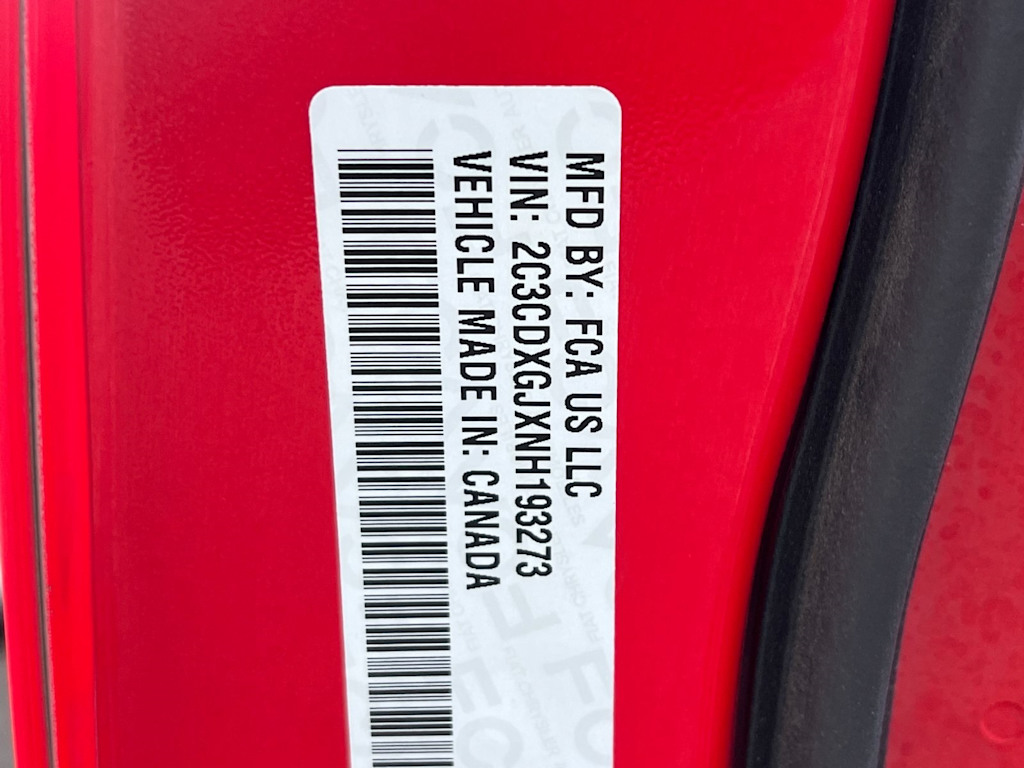 MFD BY: FCA US LLC
VIN: 2C3CDXGJXNH193273
VEHICLE MADE IN: CANADA